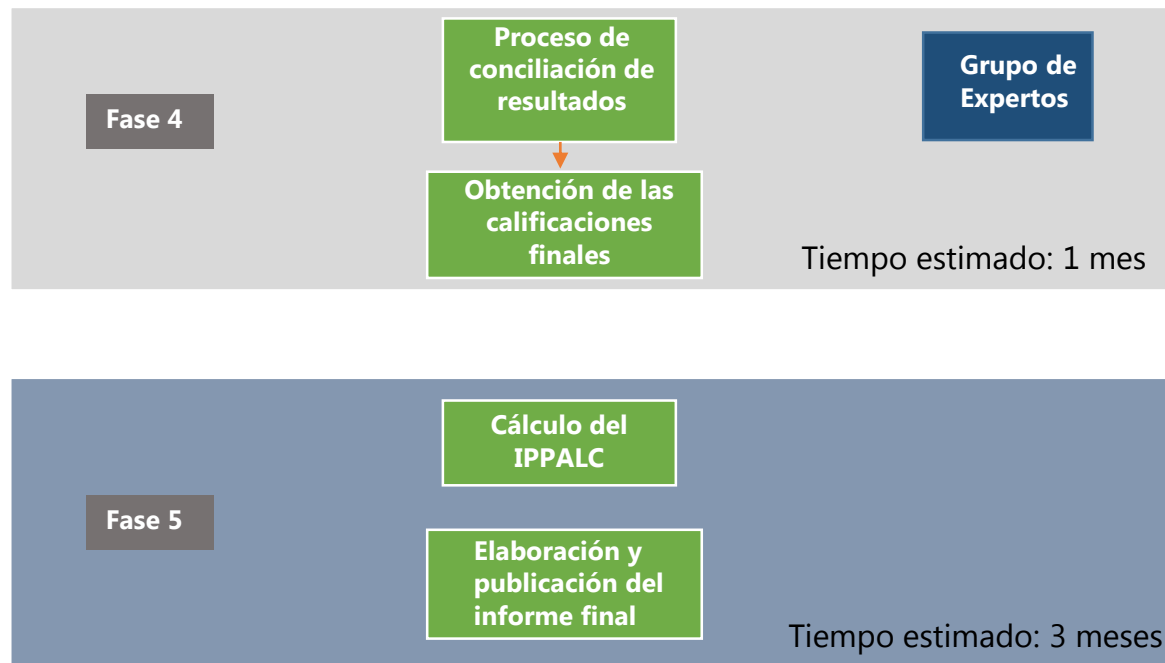 Fase 4
Proceso de
conciliación de
resultados
Grupo de
Expertos
Obtención de las
calificaciones
finales
Tiempo estimado: 1 mes
Fase 5
Cálculo del
IPPALC
Elaboración y
publicación del
informe final
Tiempo estimado: 3 meses